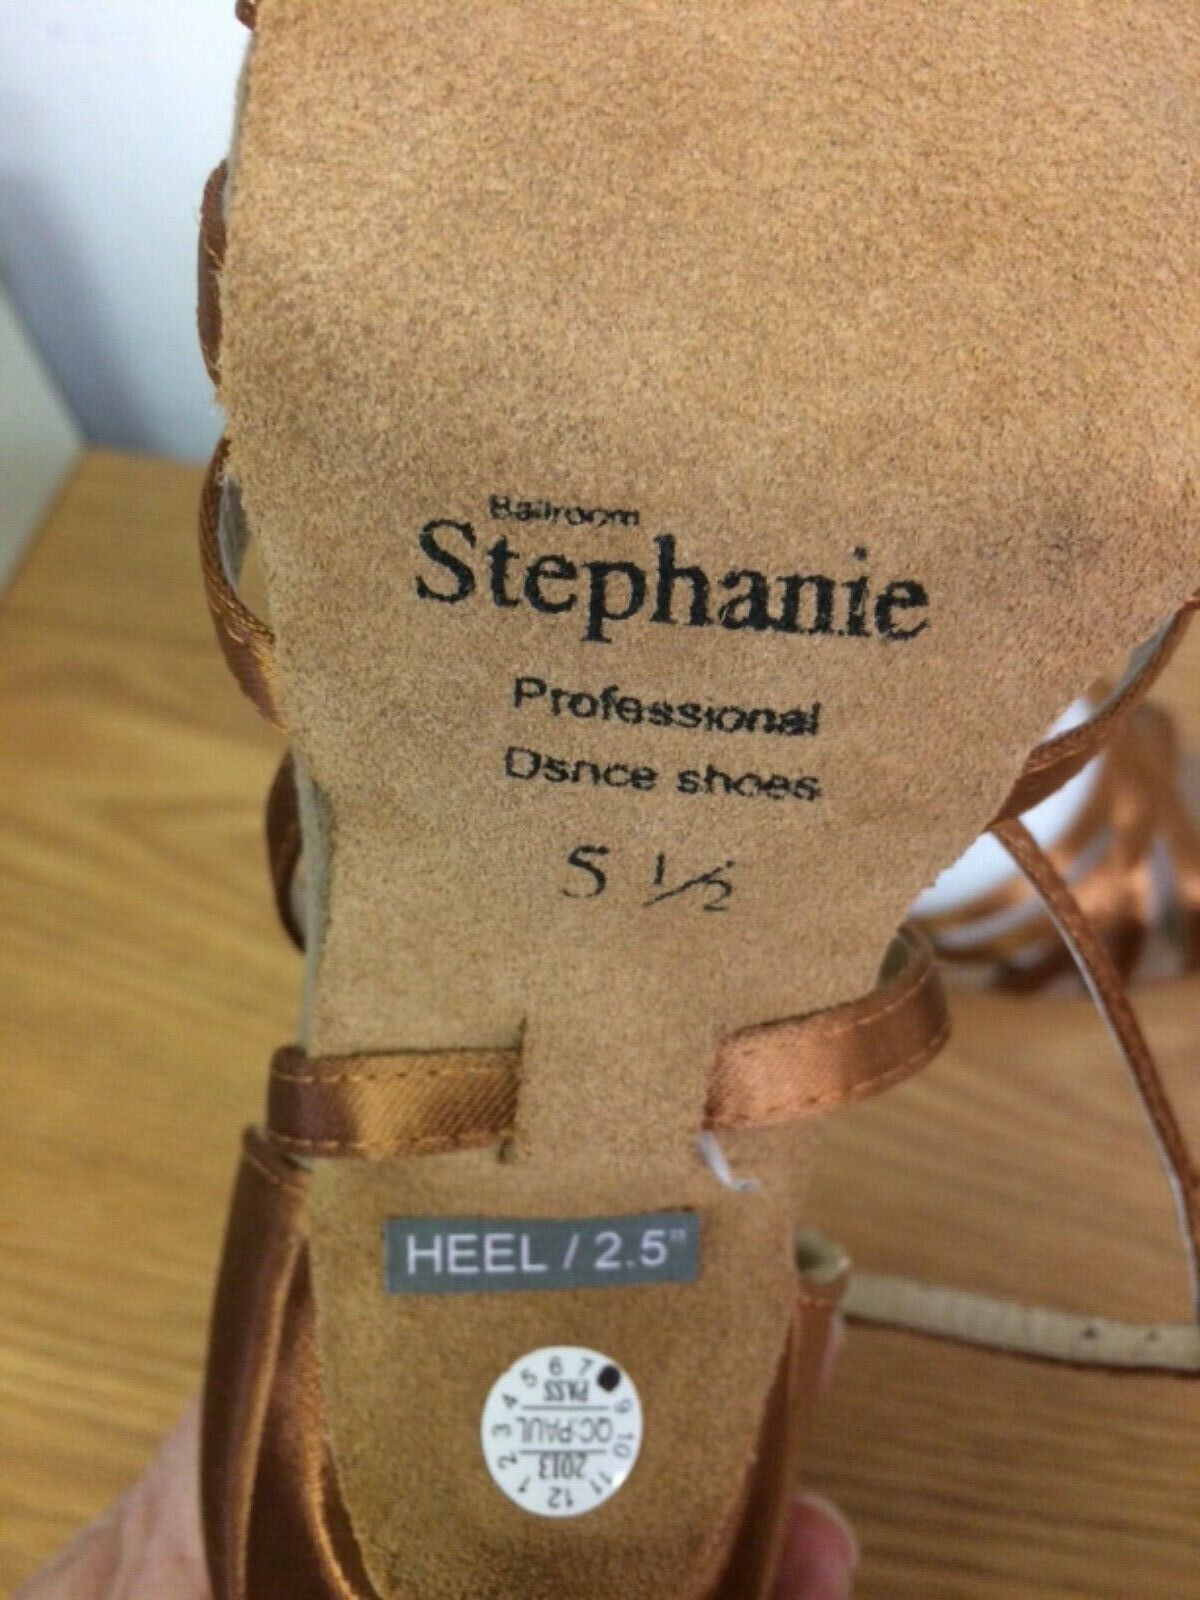 Ballroom
Stephanie
Professional
Dsnce shoes
5 1/2
HEEL / 2.5"
1 2 3 4 5 6 7 9 10 11 12
PASS
QC:PAUL
2013